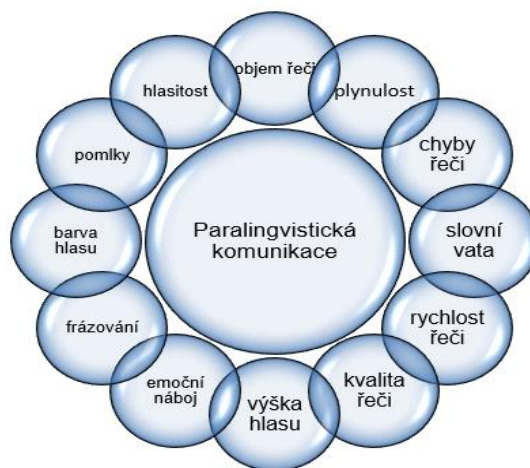 objem řeči
plynulost
chyby
řeči
slovní
vata
rychlost
řeči
kvalita
řeči
výška
hlasu
emoční
náboj
frázování
barva
hlasu
pomlky
hlasitost
Paralingvistická
komunikace